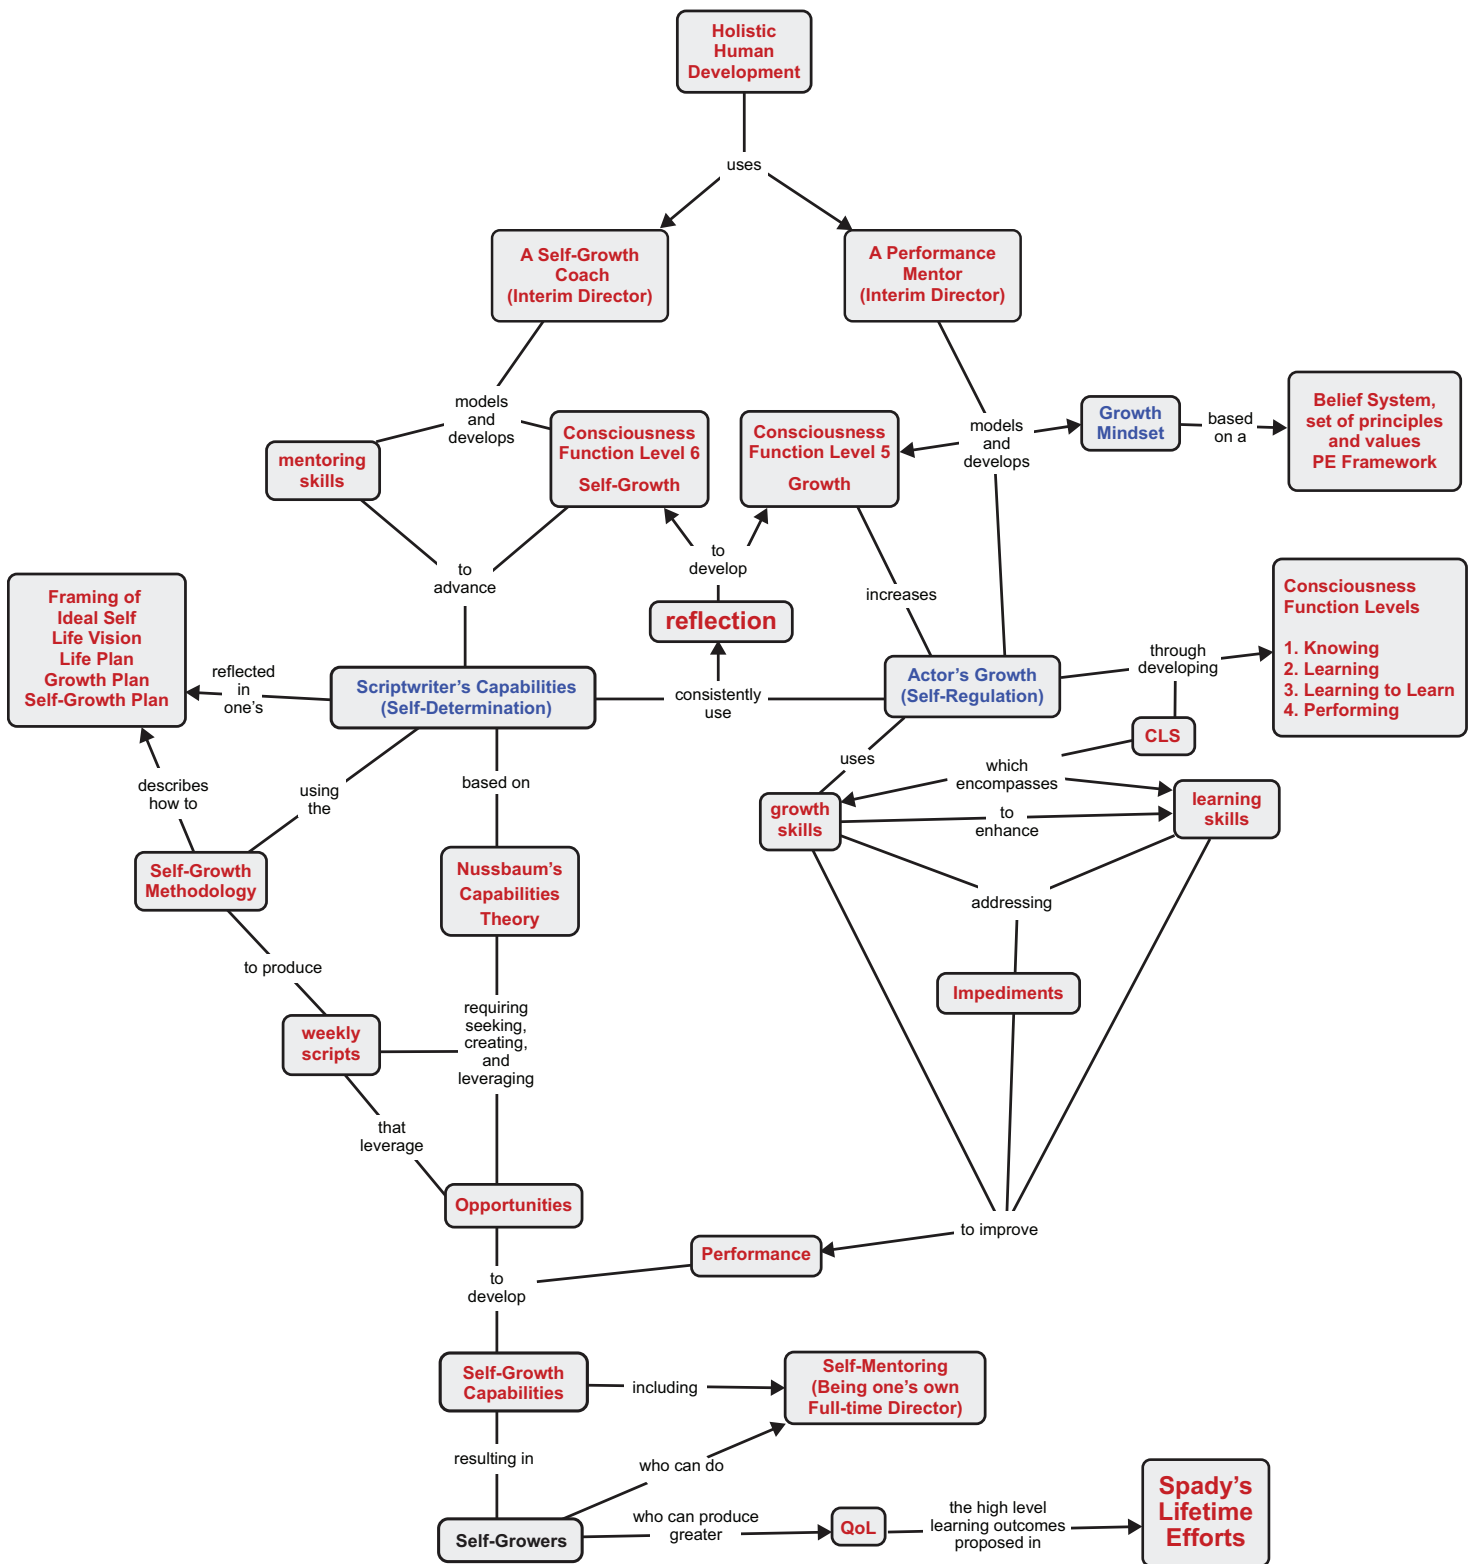 Holistic
Human
Development
uses
A Self-Growth
Coach
(Interim Director)
A Performance
Mentor
(Interim Director)
models
and
develops
mentoring
skills
Consciousness
Function Level 6
Self-Growth
Consciousness
Function Level 5
Growth
models
and
develops
Growth
Mindset
based
on a
Belief System,
set of principles
and values
PE Framework
to
advance
to
develop
reflection
increases
Framing of
Ideal Self
Life Vision
Life Plan
Growth Plan
Self-Growth Plan
reflected
in
one's
Scriptwriter's Capabilities
(Self-Determination)
consistently
use
Actor's Growth
(Self-Regulation)
through
developing
Consciousness
Function Levels
1. Knowing
2. Learning
3. Learning to Learn
4. Performing
CLS
describes
how to
using
the
based on
uses
which
encompasses
growth
skills
to
enhance
learning
skills
Self-Growth
Methodology
Nussbaum's
Capabilities
Theory
addressing
to produce
Impediments
weekly
scripts
requiring
seeking,
creating,
and
leveraging
that
leverage
Opportunities
to improve
Performance
to
develop
Self-Growth
Capabilities
including
Self-Mentoring
(Being one's own
Full-time Director)
resulting in
who can do
Self-Growers
who can produce
greater
QoL
the high level
learning outcomes
proposed in
Spady's
Lifetime
Efforts